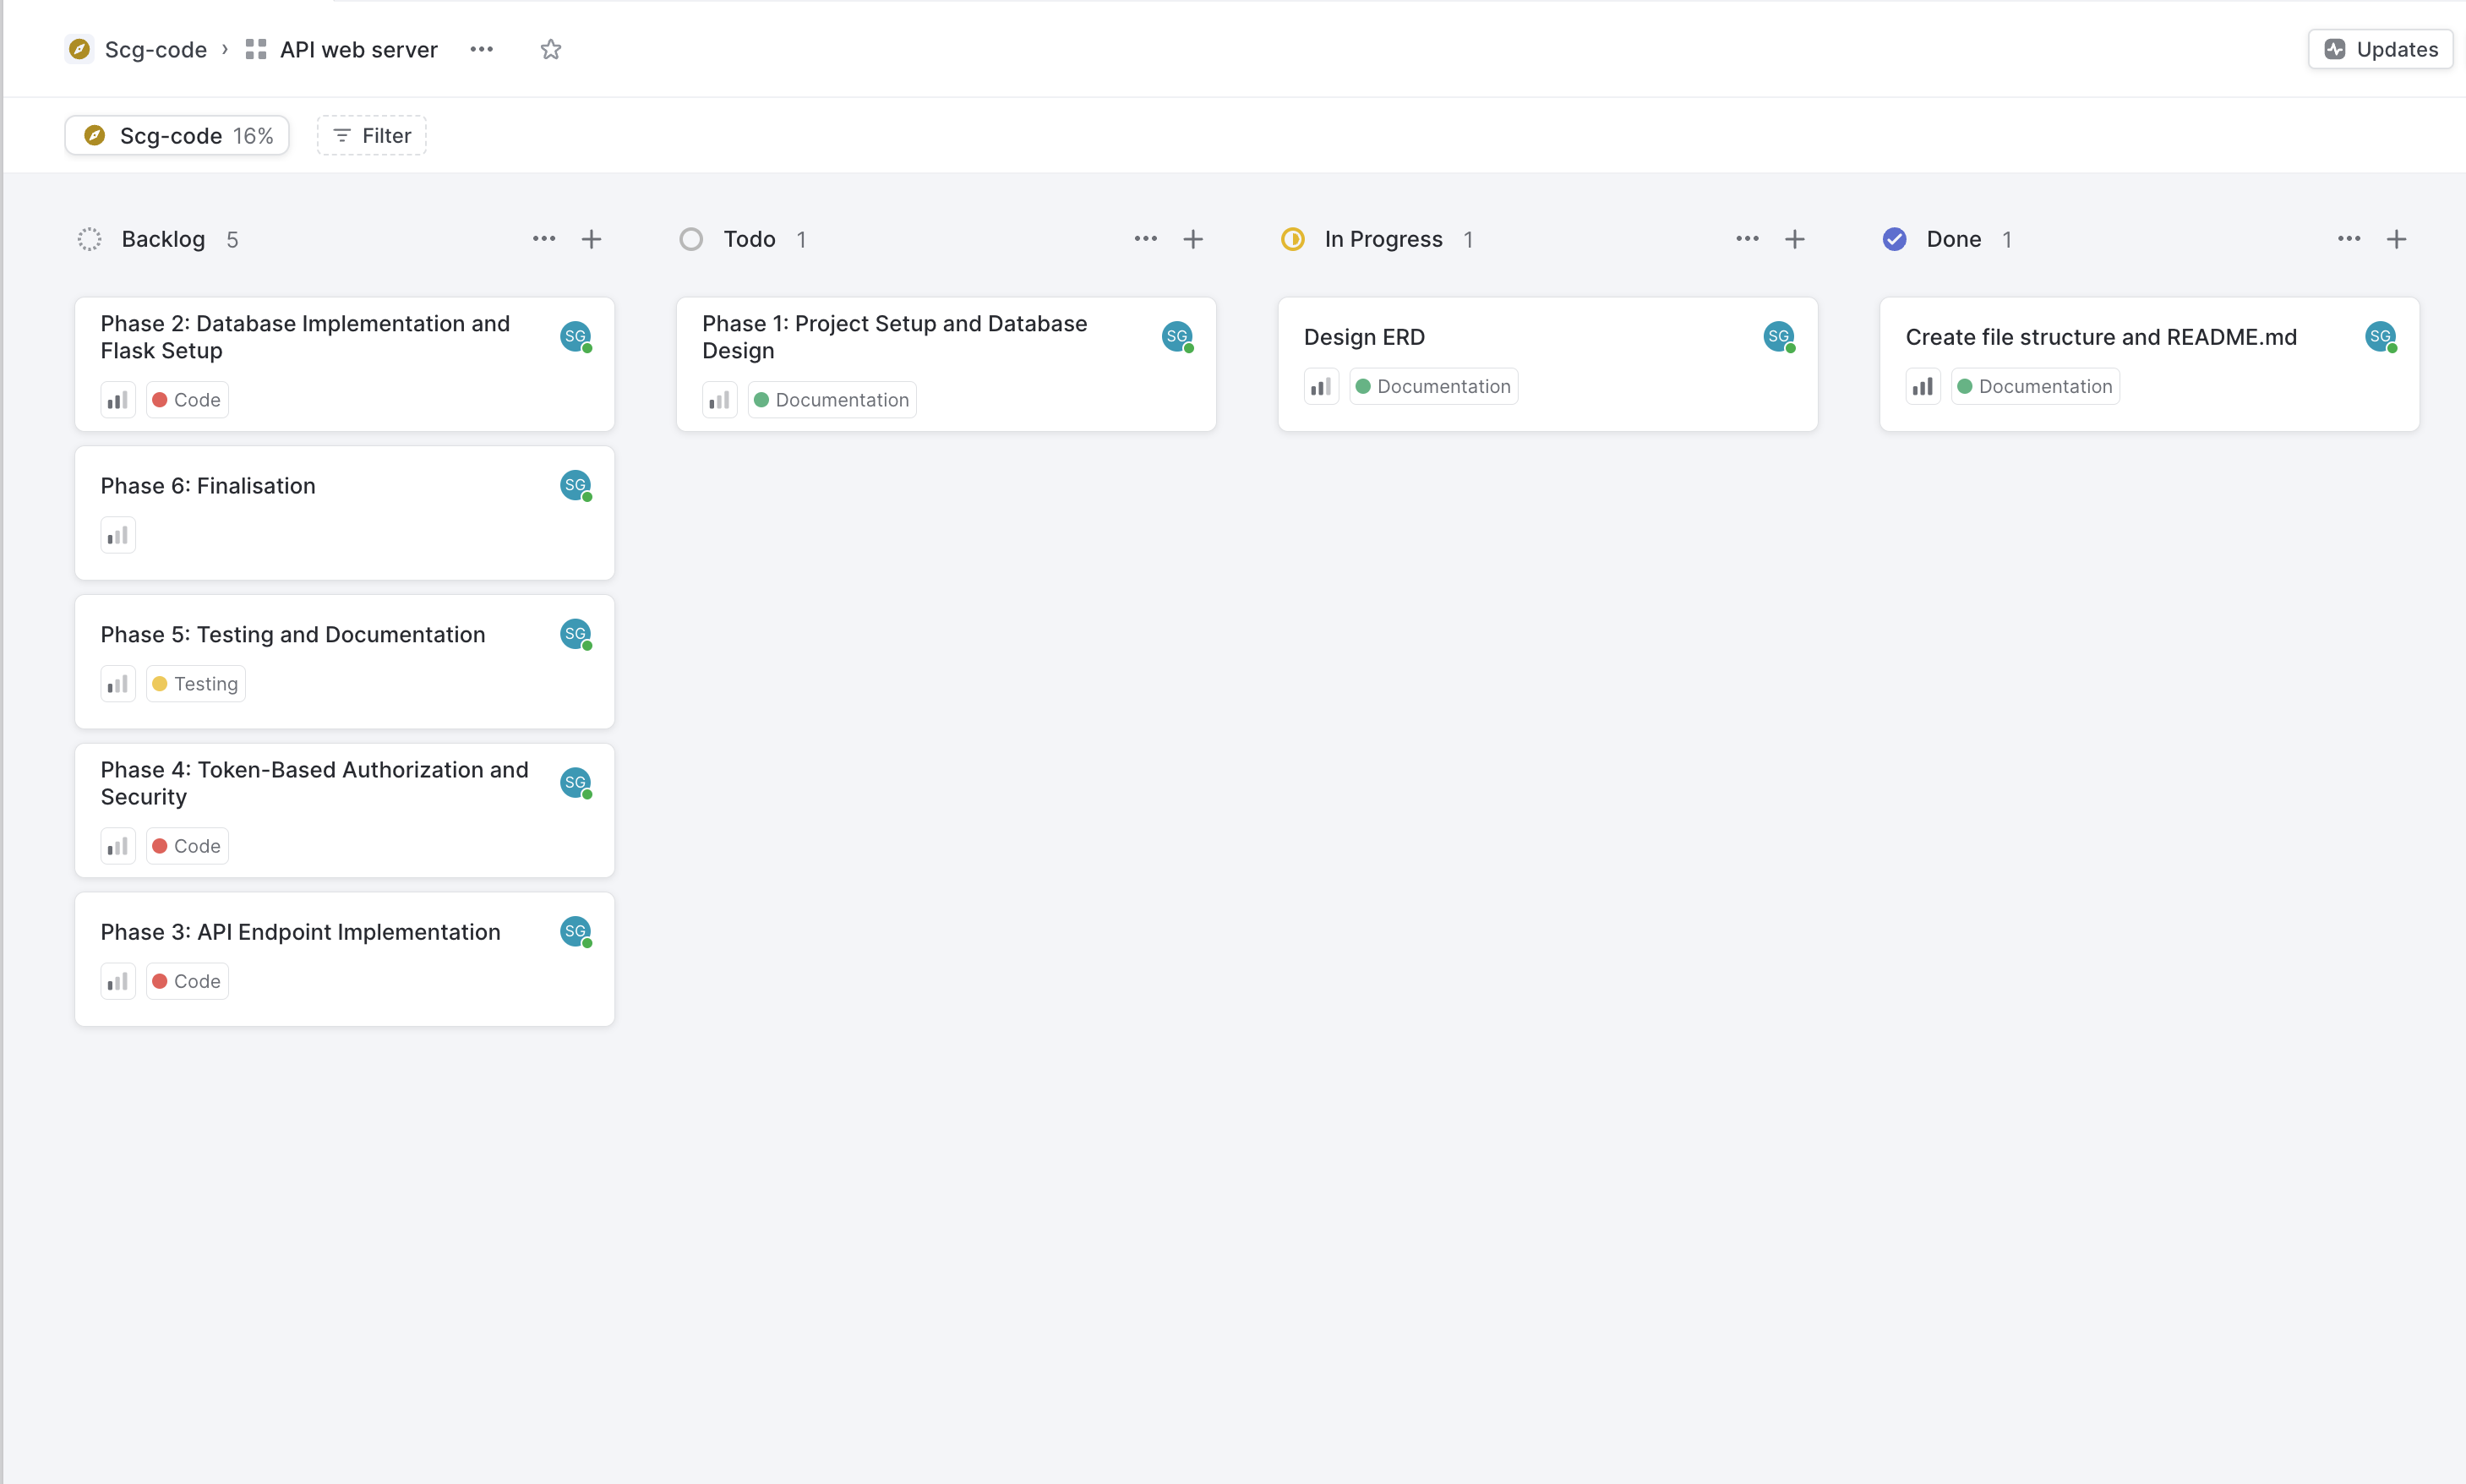 Scg-code › API web server
Updates
Scg-code 16%
Filter
Backlog 5
Phase 2: Database Implementation and
Flask Setup
SG
Code
Phase 6: Finalisation
SG
Phase 5: Testing and Documentation
SG
Testing
Phase 4: Token-Based Authorization and
Security
SG
Code
Phase 3: API Endpoint Implementation
SG
Code
Todo 1
Phase 1: Project Setup and Database
Design
SG
Documentation
In Progress 1
Design ERD
SG
Documentation
Done 1
Create file structure and README.md
SG
Documentation